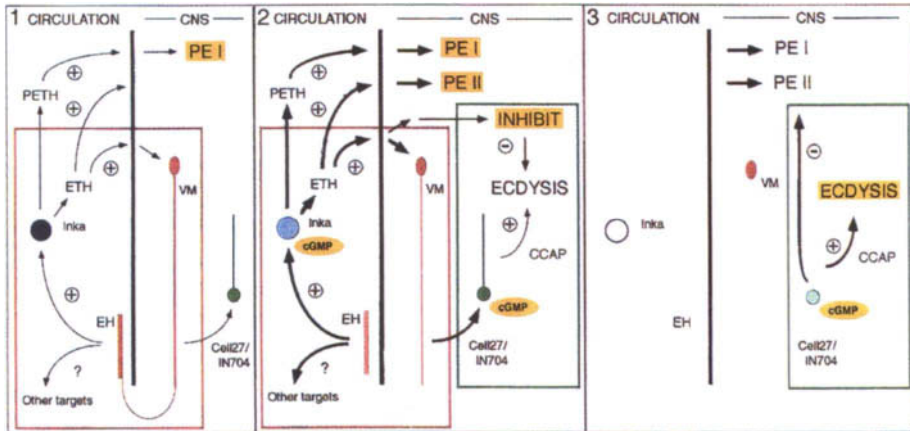 1 CIRCULATION CNS
PE I
PETH
ETH
Inka
VM
EH
?
Other targets
Cell27/
IN704
2 CIRCULATION CNS
PE I
PE II
PETH
INHIBIT
ETH
VM
ECDYSIS
Inka
cGMP
CCAP
cGMP
EH
?
Other targets
Cell27/
IN704
3 CIRCULATION CNS
PE I
PE II
VM
ECDYSIS
Inka
CCAP
cGMP
EH
Cell27/
IN704